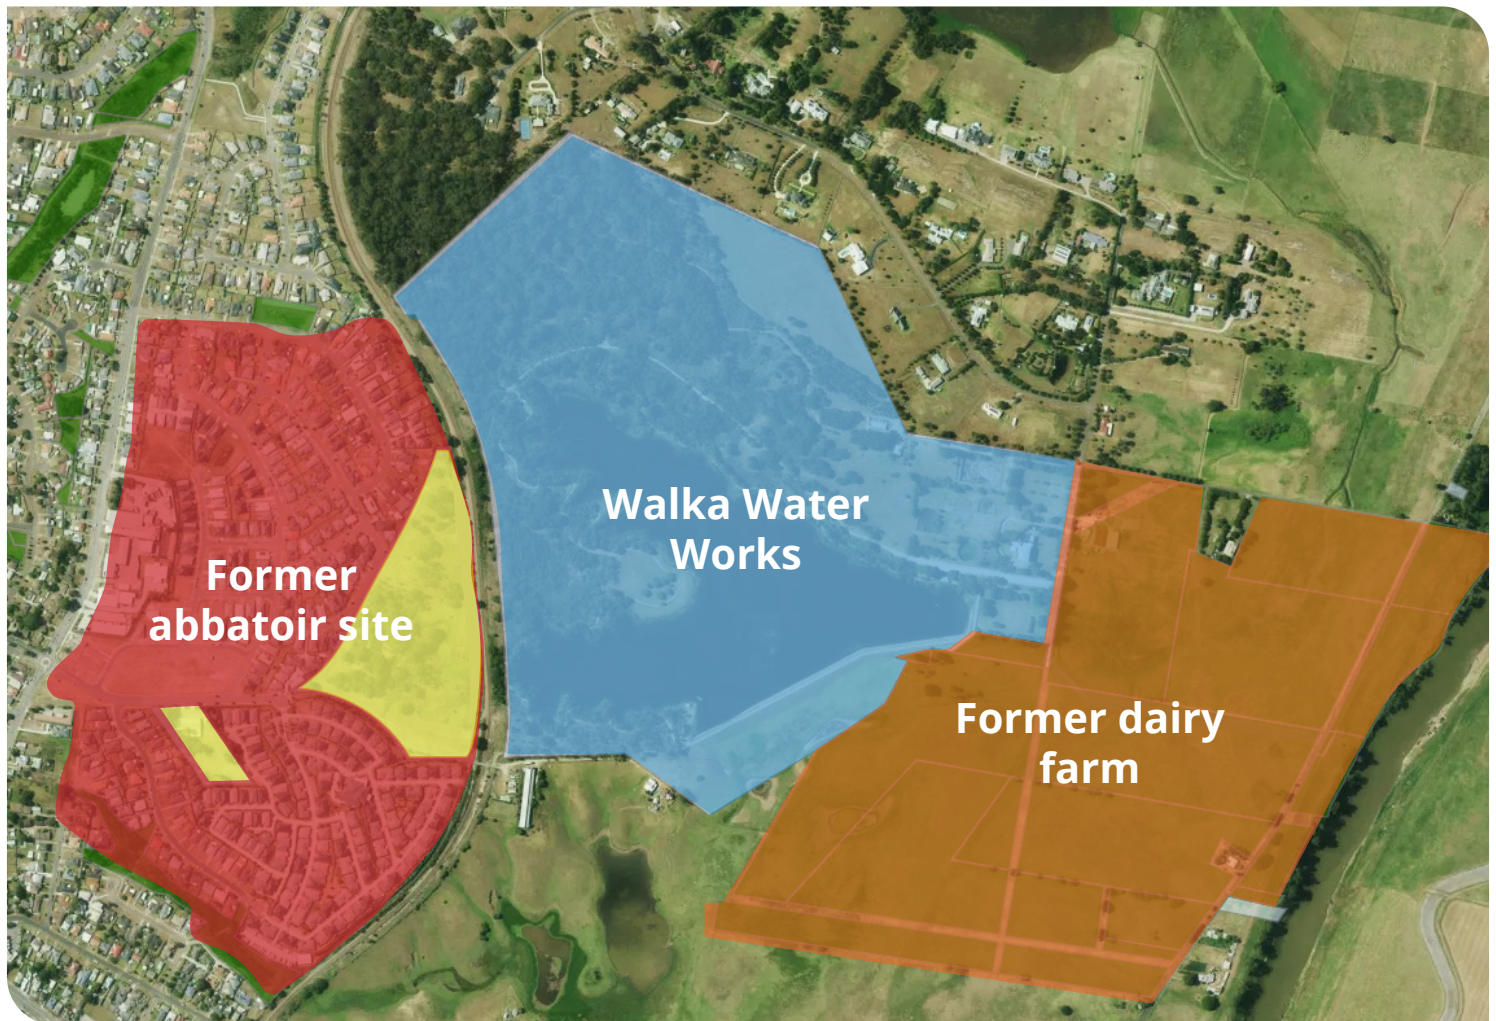 Walka Water
Works
Former
abbatoir site
Former dairy
farm